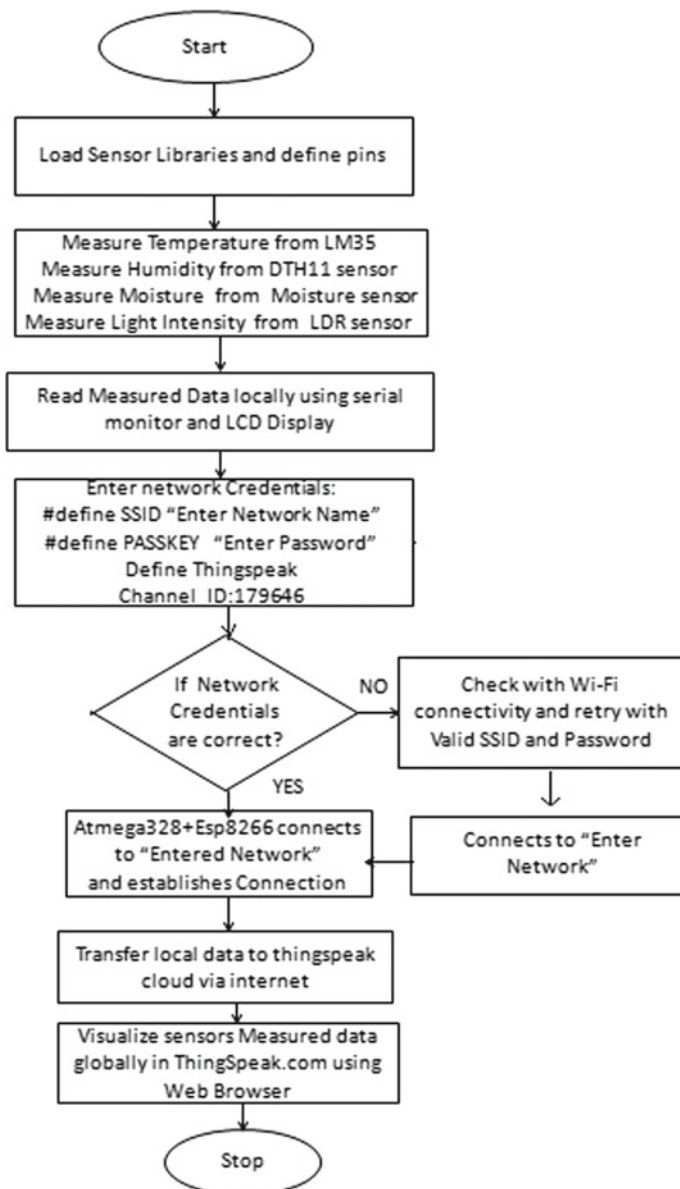 Start
Load Sensor Libraries and define pins
Measure Temperature from LM35
Measure Humidity from DTH11 sensor
Measure Moisture from Moisture sensor
Measure Light Intensity from LDR sensor
Read Measured Data locally using serial
monitor and LCD Display
Enter network Credentials:
#define SSID “Enter Network Name”
#define PASSKEY “Enter Password”
Define Thingspeak
Channel ID:179646
If Network
Credentials
are correct?
NO
Check with Wi-Fi
connectivity and retry with
Valid SSID and Password
YES
Atmega328+Esp8266 connects
to “Entered Network”
and establishes Connection
Connects to “Enter
Network”
Transfer local data to thingspeak
cloud via internet
Visualize sensors Measured data
globally in ThingSpeak.com using
Web Browser
Stop